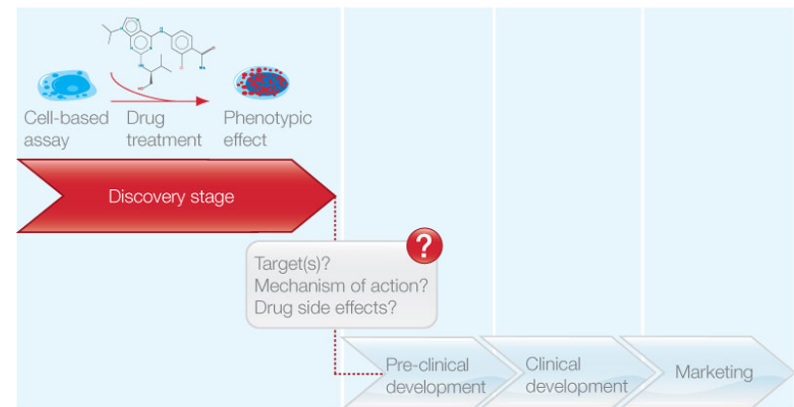 Cell-based
assay
Drug
treatment
Phenotypic
effect
Discovery stage
?
Target(s)?
Mechanism of action?
Drug side effects?
Pre-clinical
development
Clinical
development
Marketing